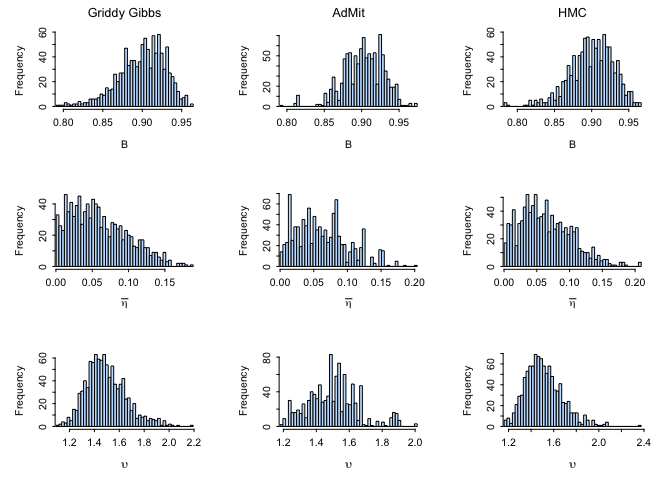 Griddy Gibbs
Frequency
0 20 40 60
0.80 0.85 0.90 0.95
B
AdMit
Frequency
0 20 50
0.80 0.85 0.90 0.95
B
HMC
Frequency
0 20 40 60
0.80 0.85 0.90 0.95
B
Frequency
0 20 40
0.00 0.05 0.10 0.15
η̅
Frequency
0 20 40 60
0.00 0.05 0.10 0.15 0.20
η̅
Frequency
0 20 40
0.00 0.05 0.10 0.15 0.20
η̅
Frequency
0 20 40 60
1.2 1.4 1.6 1.8 2.0 2.2
υ
Frequency
0 40 80
1.2 1.4 1.6 1.8 2.0
υ
Frequency
0 20 40 60
1.2 1.6 2.0 2.4
υ